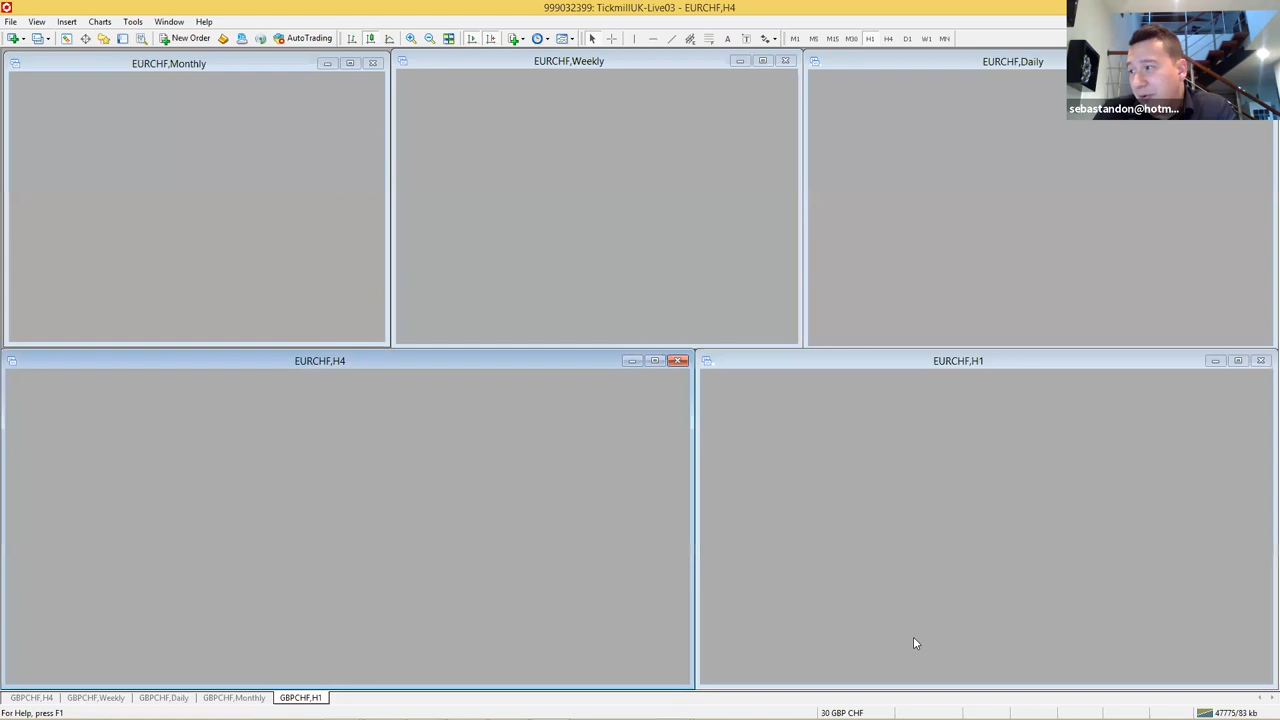 999032399: TickmillUK-Live03 - EURCHF,H4
File View Insert Charts Tools Window Help
New Order AutoTrading M1 M5 M15 M30 H1 H4 D1 W1 MN
EURCHF,Monthly
EURCHF,Weekly
EURCHF,Daily
sebastandon@hotm...
EURCHF,H4
EURCHF,H1
GBPCHF,H4 GBPCHF,Weekly GBPCHF,Daily GBPCHF,Monthly GBPCHF,H1
For Help, press F1
30 GBP CHF
47775/83 kb